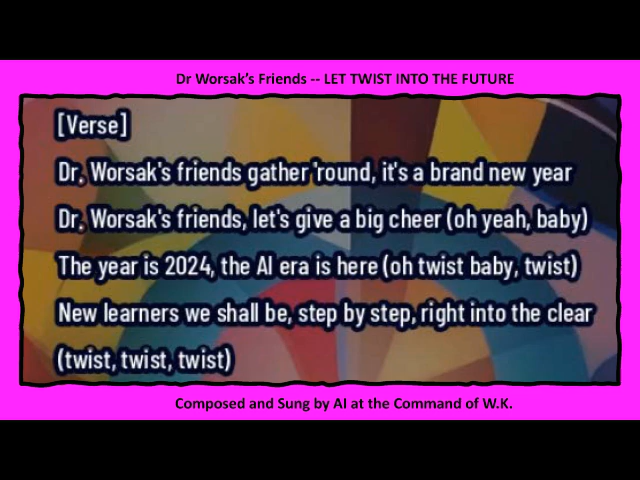 Dr Worsak’s Friends -- LET TWIST INTO THE FUTURE
[Verse]
Dr. Worsak's friends gather 'round, it's a brand new year
Dr. Worsak's friends, let's give a big cheer (oh yeah, baby)
The year is 2024, the AI era is here (oh twist baby, twist)
New learners we shall be, step by step, right into the clear
(twist, twist, twist)
Composed and Sung by AI at the Command of W.K.